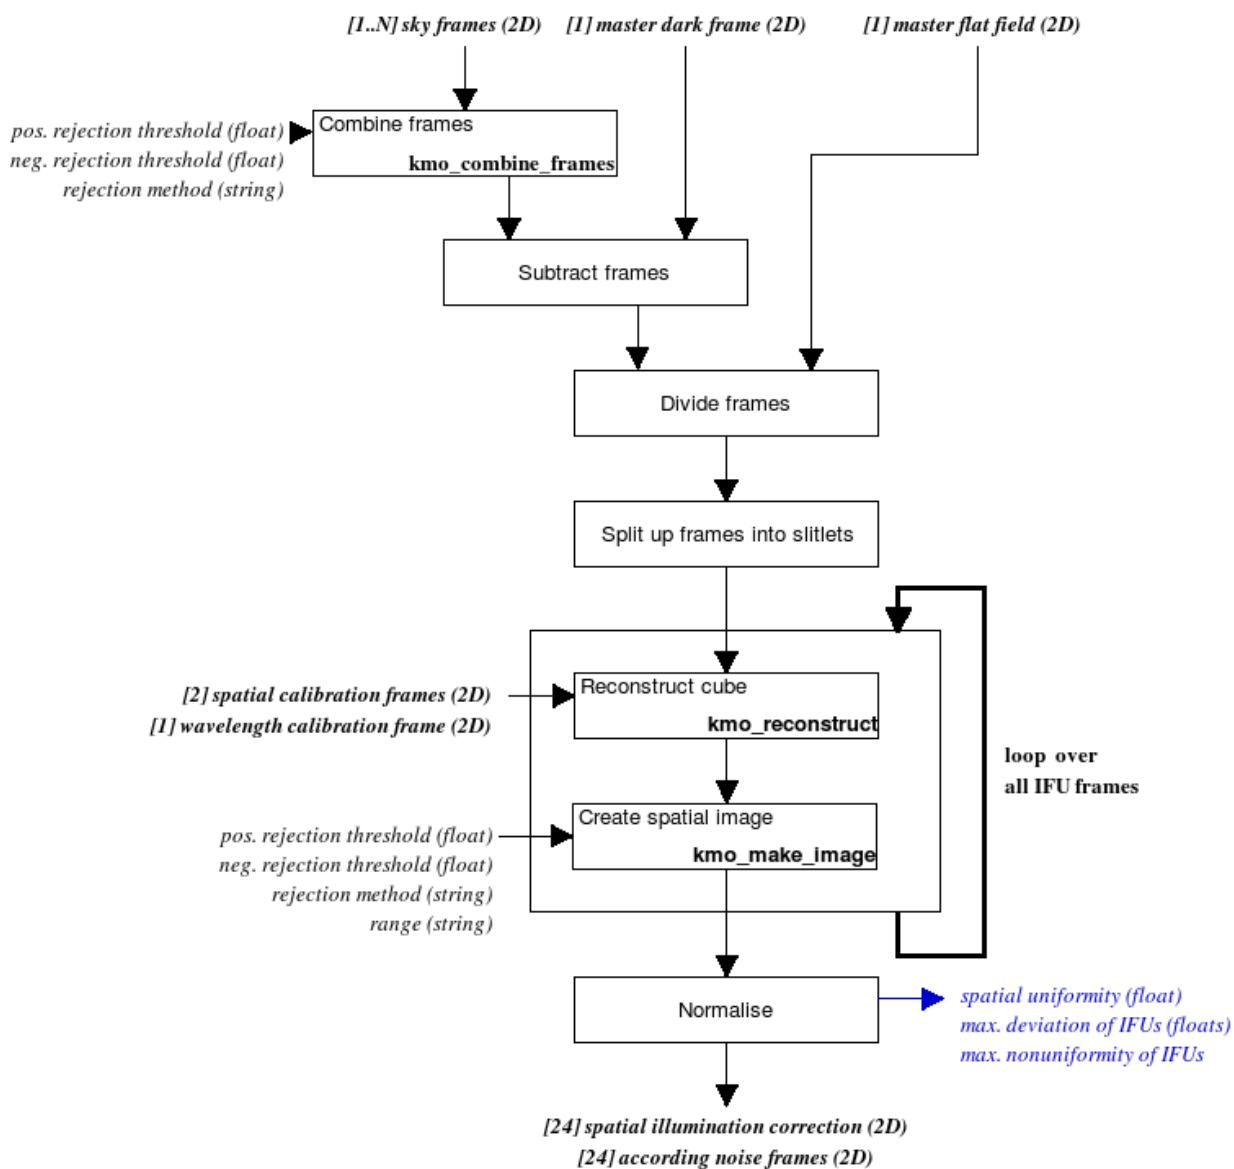 [1..N] sky frames (2D) [1] master dark frame (2D) [1] master flat field (2D)
Combine frames
kmo_combine_frames
pos. rejection threshold (float)
neg. rejection threshold (float)
rejection method (string)
Subtract frames
Divide frames
Split up frames into slitlets
[2] spatial calibration frames (2D)
[1] wavelength calibration frame (2D)
Reconstruct cube
kmo_reconstruct
loop over
all IFU frames
Create spatial image
kmo_make_image
pos. rejection threshold (float)
neg. rejection threshold (float)
rejection method (string)
range (string)
Normalise
spatial uniformity (float)
max. deviation of IFUs (floats)
max. nonuniformity of IFUs
[24] spatial illumination correction (2D)
[24] according noise frames (2D)